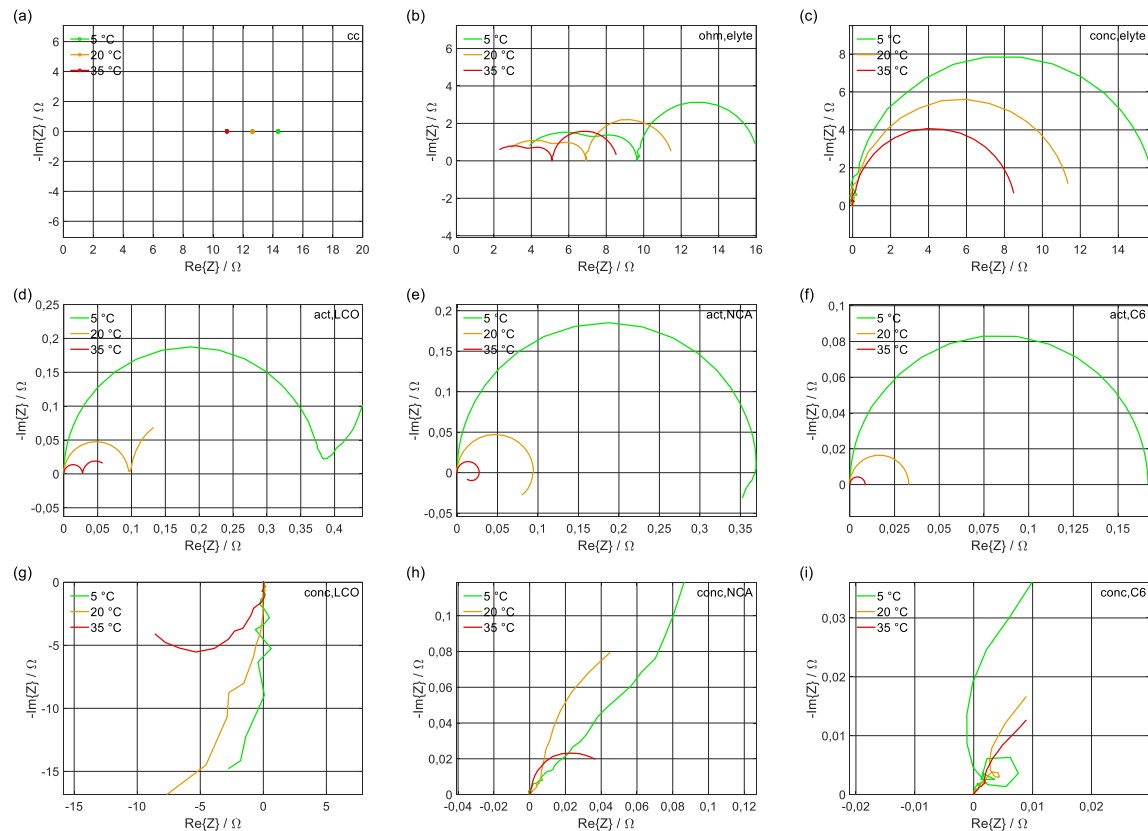 (a)
cc
5 °C
20 °C
35 °C
6
4
2
0
-2
-4
-6
-Im{Z} / Ω
0 2 4 6 8 10 12 14 16 18 20
Re{Z} / Ω
(b)
ohm,elyte
5 °C
20 °C
35 °C
6
4
2
0
-2
-4
-Im{Z} / Ω
0 2 4 6 8 10 12 14 16
Re{Z} / Ω
(c)
conc,elyte
5 °C
20 °C
35 °C
8
6
4
2
0
-Im{Z} / Ω
0 2 4 6 8 10 12 14
Re{Z} / Ω
(d)
act,LCO
5 °C
20 °C
35 °C
0,25
0,2
0,15
0,1
0,05
0
-0,05
-Im{Z} / Ω
0 0,05 0,1 0,15 0,2 0,25 0,3 0,35 0,4
Re{Z} / Ω
(e)
act,NCA
5 °C
20 °C
35 °C
0,2
0,15
0,1
0,05
0
-0,05
-Im{Z} / Ω
0 0,05 0,1 0,15 0,2 0,25 0,3 0,35
Re{Z} / Ω
(f)
act,C6
5 °C
20 °C
35 °C
0,1
0,08
0,06
0,04
0,02
0
-0,02
-Im{Z} / Ω
0 0,025 0,05 0,075 0,1 0,125 0,15
Re{Z} / Ω
(g)
conc,LCO
5 °C
20 °C
35 °C
0
-5
-10
-15
-Im{Z} / Ω
-15 -10 -5 0 5
Re{Z} / Ω
(h)
conc,NCA
5 °C
20 °C
35 °C
0,1
0,08
0,06
0,04
0,02
0
-Im{Z} / Ω
-0,04 -0,02 0 0,02 0,04 0,06 0,08 0,1 0,12
Re{Z} / Ω
(i)
conc,C6
5 °C
20 °C
35 °C
0,03
0,02
0,01
0
-Im{Z} / Ω
-0,02 -0,01 0 0,01 0,02
Re{Z} / Ω